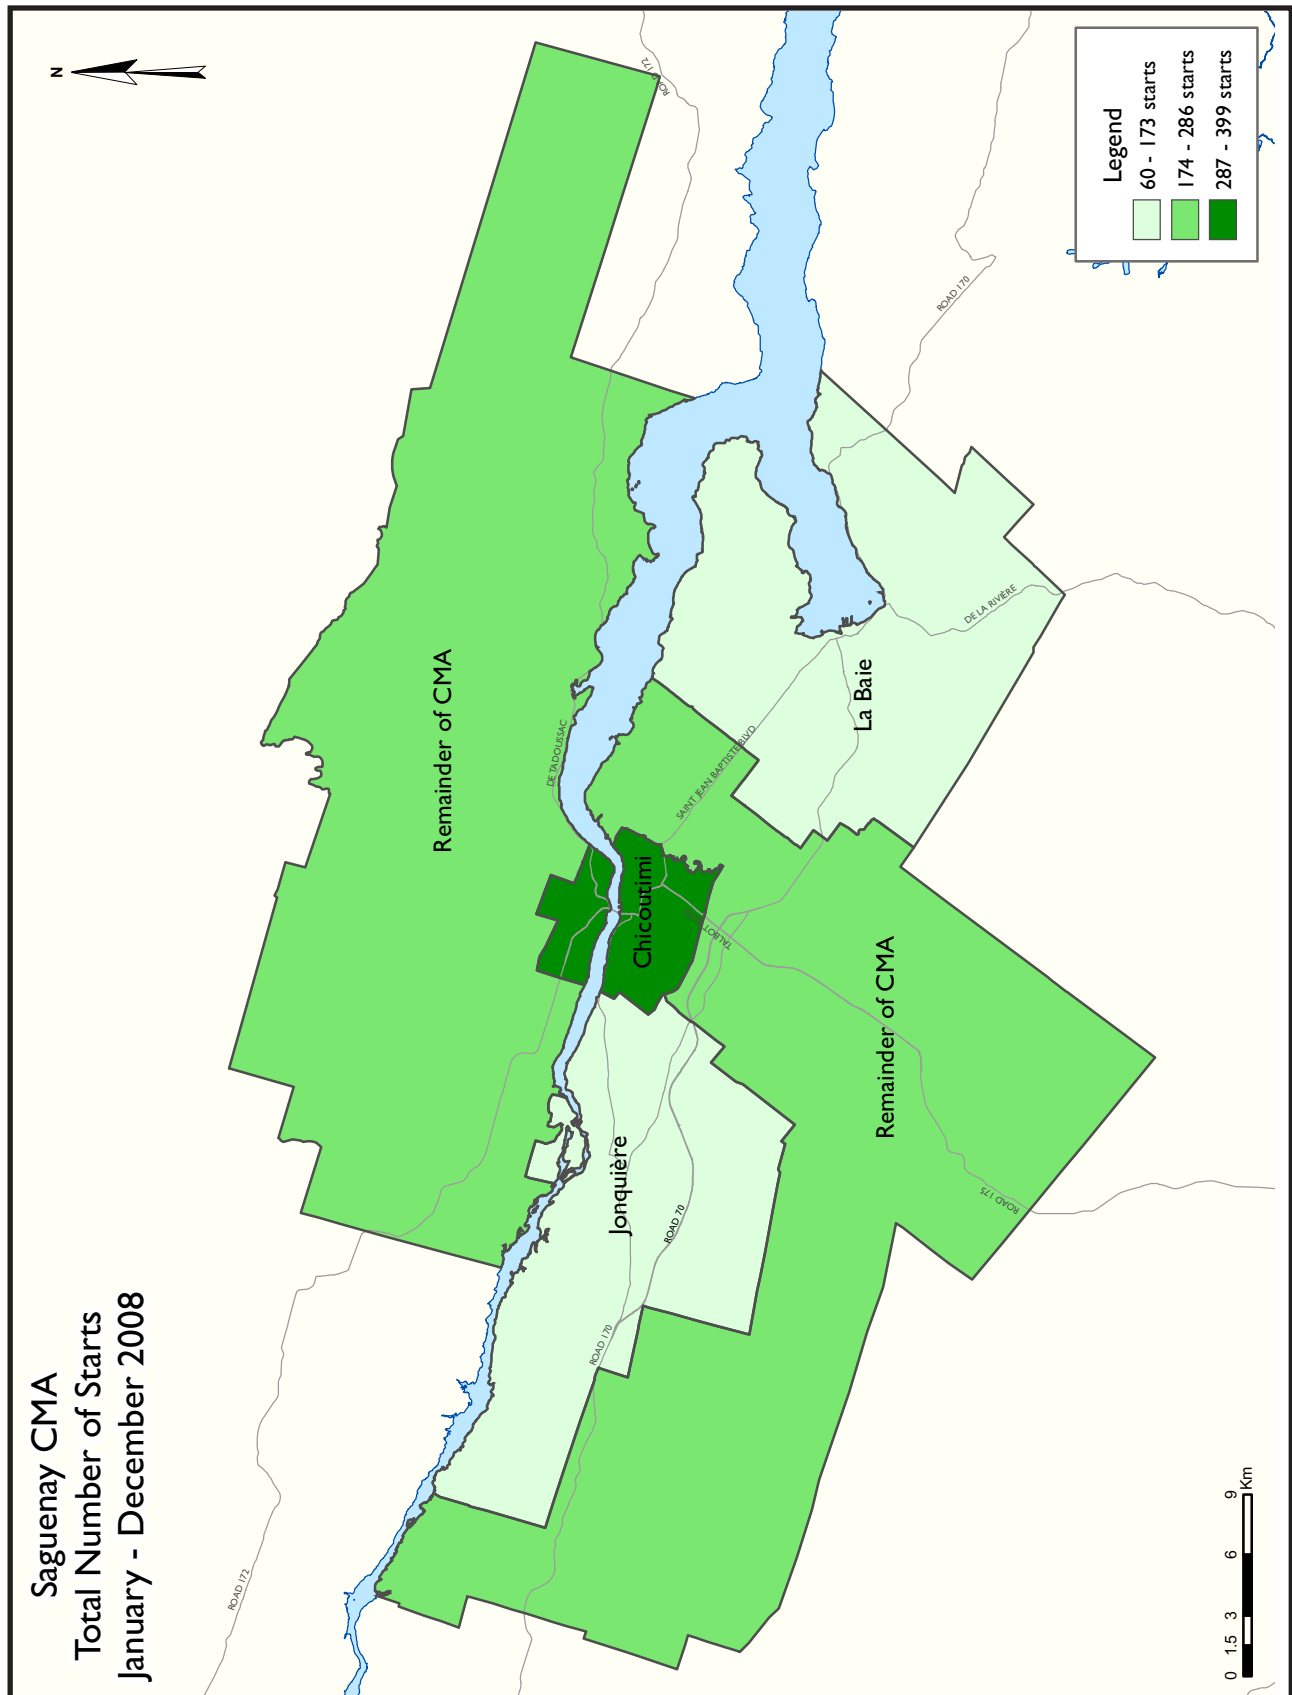 Saguenay CMA
Total Number of Starts
January - December 2008
N
ROAD 172
ROAD 172
Remainder of CMA
DE TADOUSSAC
Chicoutimi
SAINT JEAN BAPTISTE BLVD
TALBOT
Jonquière
ROAD 70
ROAD 170
La Baie
DE LA RIVIÈRE
ROAD 170
Remainder of CMA
ROAD 175
0 1.5 3 6 9
Km
Legend
60 - 173 starts
174 - 286 starts
287 - 399 starts